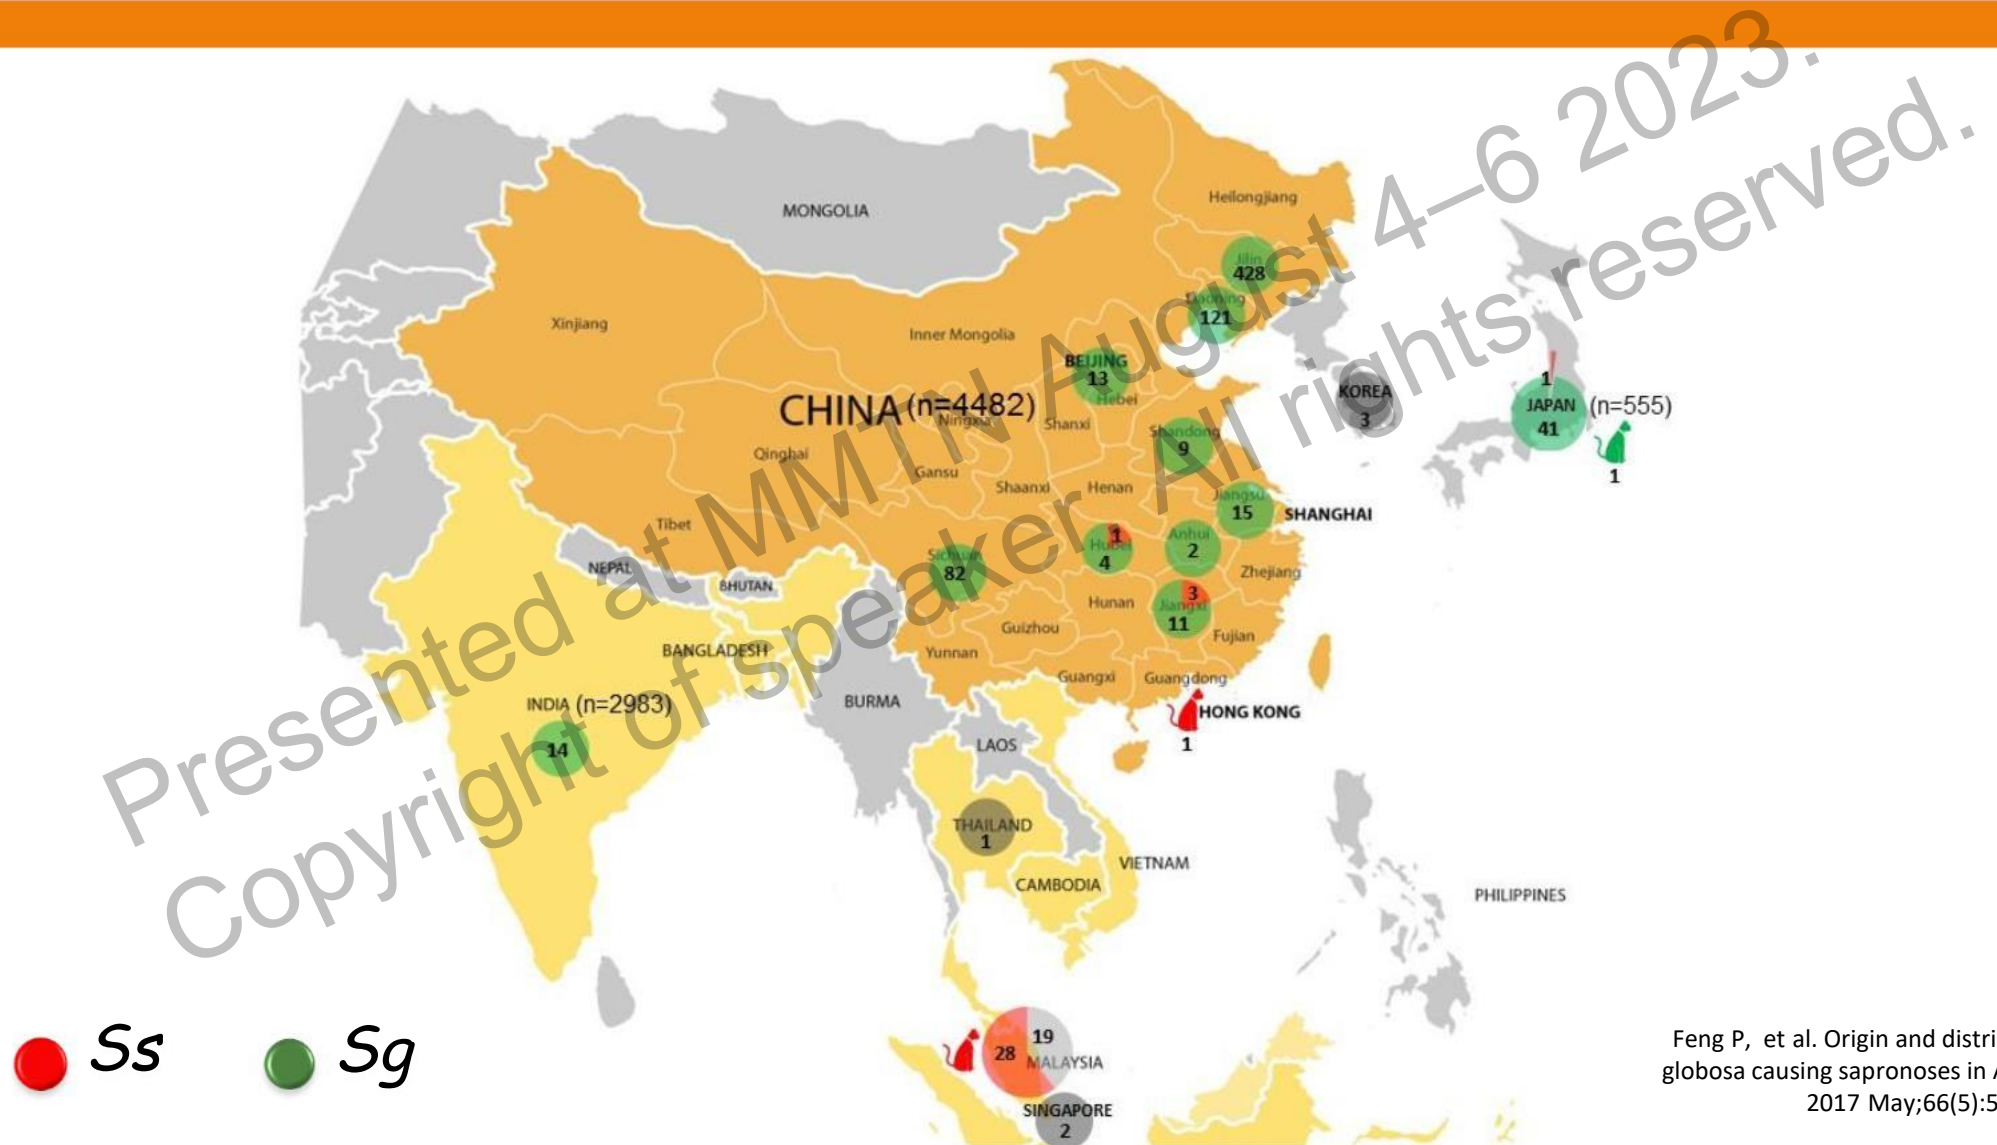 Presented at MMTN August 4–6 2023.
Copyright of speaker. All rights reserved.
MONGOLIA
Heilongjiang
Jilin
428
Liaoning
121
Xinjiang
Inner Mongolia
BEIJING
13
Hebei
CHINA (n=4482)
Ningxia
Shanxi
KOREA
3
1
JAPAN (n=555)
41
1
Shandong
9
Qinghai
Gansu
Shaanxi
Henan
Jiangsu
15
SHANGHAI
Tibet
Sichuan
82
1
Hubei
4
Anhui
2
Zhejiang
NEPAL
BHUTAN
Hunan
3
Jiangxi
11
Guizhou
Fujian
BANGLADESH
Yunnan
Guangxi
Guangdong
INDIA (n=2983)
14
BURMA
HONG KONG
1
LAOS
THAILAND
1
VIETNAM
CAMBODIA
PHILIPPINES
19
28
MALAYSIA
SINGAPORE
2
Ss
Sg
Feng P, et al. Origin and distri
globosa causing sapronoses in A
2017 May;66(5):5